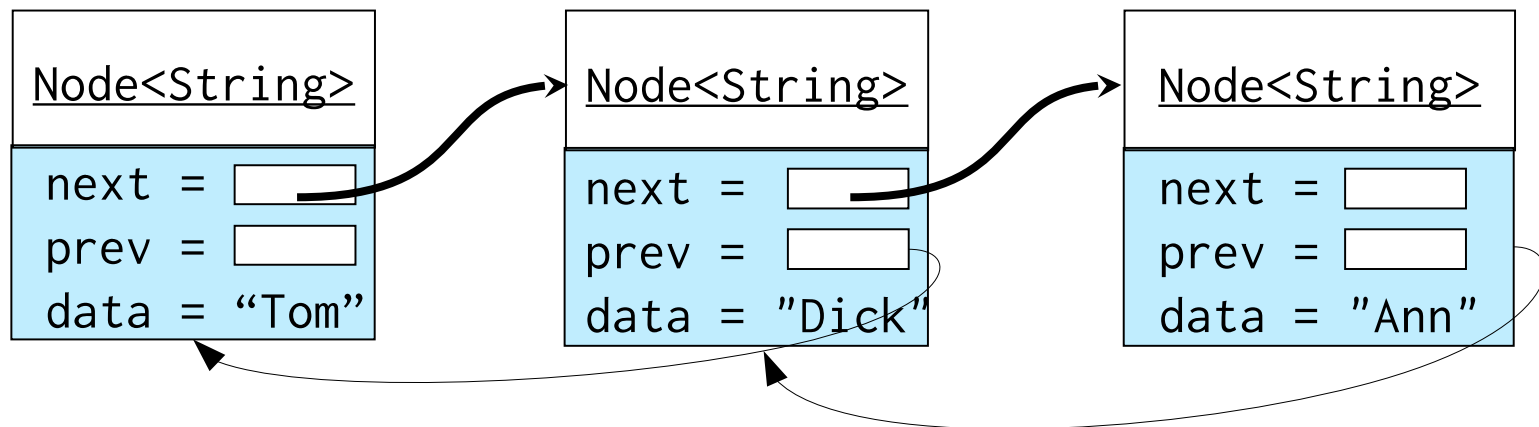 Node<String>
next =
prev =
data = “Tom”
Node<String>
next =
prev =
data = "Dick"
Node<String>
next =
prev =
data = "Ann"